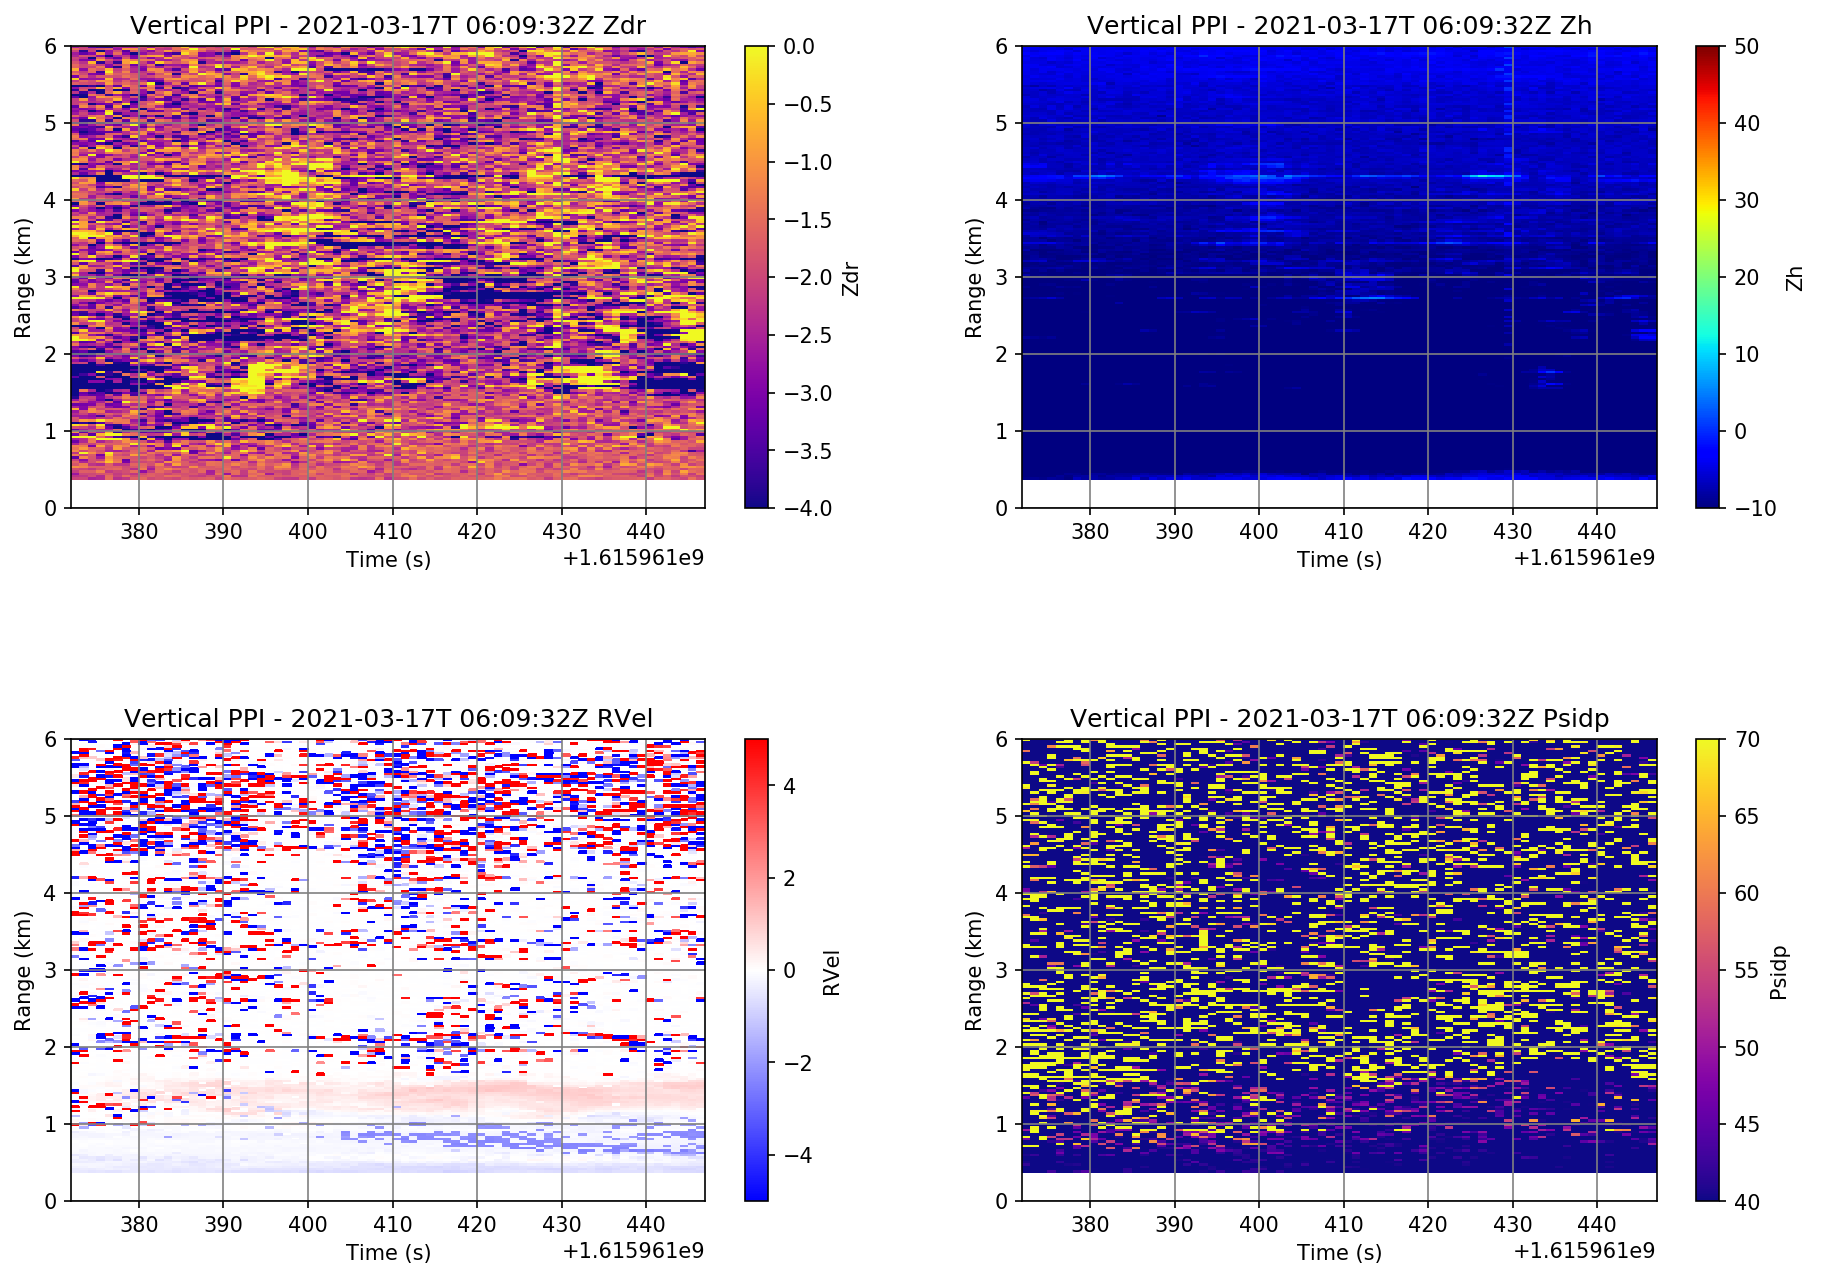 Vertical PPI - 2021-03-17T 06:09:32Z Zdr
6
5
4
3
2
1
0
Range (km)
380 390 400 410 420 430 440
Time (s)
+1.615961e9
0.0
−0.5
−1.0
−1.5
−2.0
−2.5
−3.0
−3.5
−4.0
Zdr
Vertical PPI - 2021-03-17T 06:09:32Z Zh
6
5
4
3
2
1
0
Range (km)
380 390 400 410 420 430 440
Time (s)
+1.615961e9
50
40
30
20
10
0
−10
Zh
Vertical PPI - 2021-03-17T 06:09:32Z RVel
6
5
4
3
2
1
0
Range (km)
380 390 400 410 420 430 440
Time (s)
+1.615961e9
4
2
0
−2
−4
RVel
Vertical PPI - 2021-03-17T 06:09:32Z Psidp
6
5
4
3
2
1
0
Range (km)
380 390 400 410 420 430 440
Time (s)
+1.615961e9
70
65
60
55
50
45
40
Psidp